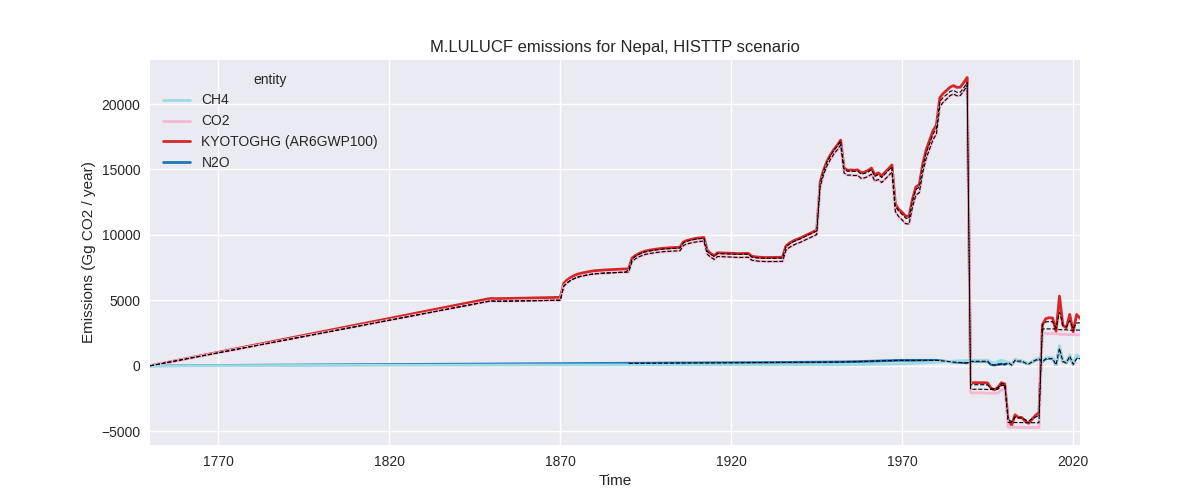 M.LULUCF emissions for Nepal, HISTTP scenario
entity
CH4
CO2
KYOTOGHG (AR6GWP100)
N2O
Emissions (Gg CO2 / year)
20000
15000
10000
5000
0
−5000
1770
1820
1870
1920
1970
2020
Time